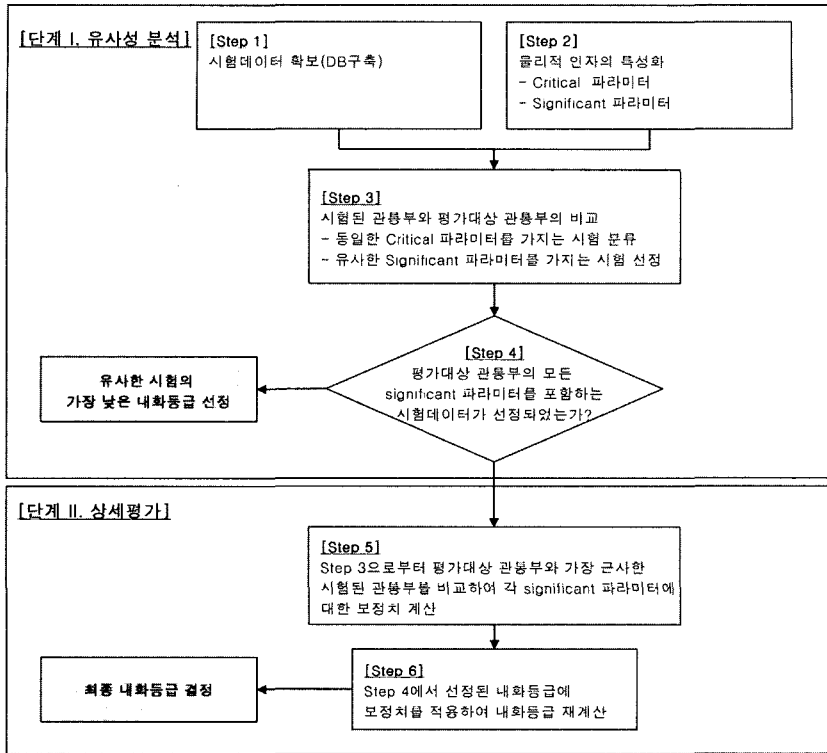 [단계 I. 유사성 분석]
[Step 1]
시험데이터 확보(DB구축)
[Step 2]
물리적 인자의 특성화
- Critical 파라미터
- Significant 파라미터
[Step 3]
시험된 관통부와 평가대상 관통부의 비교
- 동일한 Critical 파라미터를 가지는 시험 분류
- 유사한 Significant 파라미터를 가지는 시험 선정
[Step 4]
평가대상 관통부의 모든
significant 파라미터를 포함하는
시험데이터가 선정되었는가?
유사한 시험의
가장 낮은 내화등급 선정
[단계 II. 상세평가]
[Step 5]
Step 3으로부터 평가대상 관통부와 가장 근사한
시험된 관통부를 비교하여 각 significant 파라미터에
대한 보정치 계산
[Step 6]
Step 4에서 선정된 내화등급에
보정치를 적용하여 내화등급 재계산
최종 내화등급 결정